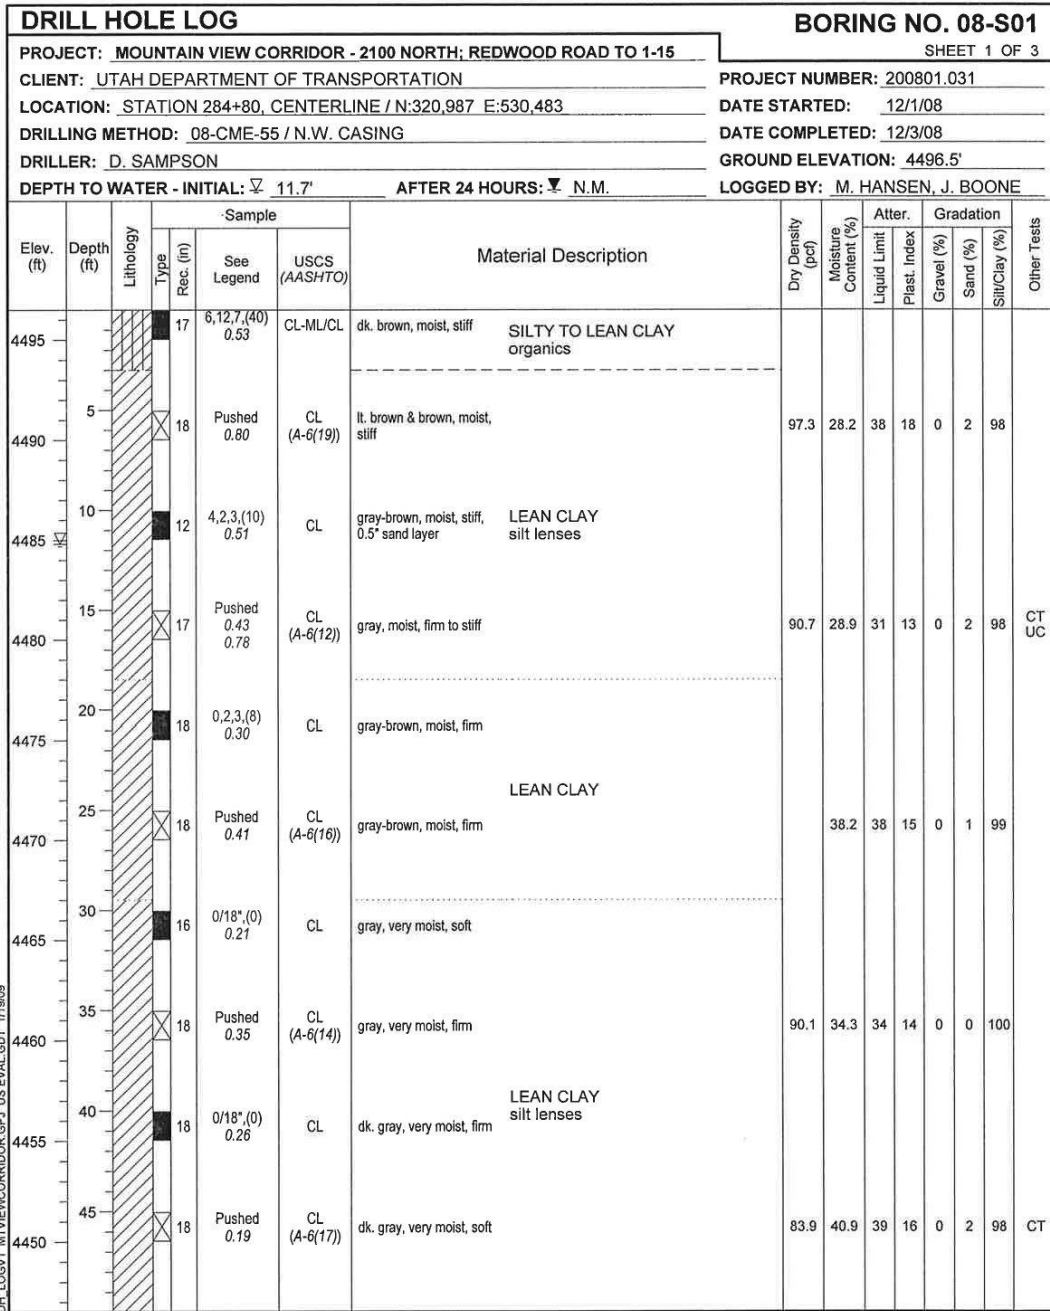 DRILL HOLE LOG
BORING NO. 08-S01
PROJECT: MOUNTAIN VIEW CORRIDOR - 2100 NORTH; REDWOOD ROAD TO 1-15
SHEET 1 OF 3
CLIENT: UTAH DEPARTMENT OF TRANSPORTATION
PROJECT NUMBER: 200801.031
LOCATION: STATION 284+80, CENTERLINE / N:320,987 E:530,483
DATE STARTED: 12/1/08
DRILLING METHOD: 08-CME-55 / N.W. CASING
DATE COMPLETED: 12/3/08
DRILLER: D. SAMPSON
GROUND ELEVATION: 4496.5'
DEPTH TO WATER - INITIAL: 11.7' AFTER 24 HOURS: N.M.
LOGGED BY: M. HANSEN, J. BOONE
Elev. (ft)
Depth (ft)
Lithology
Sample
Type
Rec. (in)
See Legend
USCS (AASHTO)
Material Description
Dry Density (pcf)
Moisture Content (%)
Atter.
Liquid Limit
Plast. Index
Gradation
Gravel (%)
Sand (%)
Silt/Clay (%)
Other Tests
17 6,12,7,(40) CL-ML/CL dk. brown, moist, stiff SILTY TO LEAN CLAY
4495 0.53 organics
5 18 Pushed CL lt. brown & brown, moist, 97.3 28.2 38 18 0 2 98
4490 0.80 (A-6(19)) stiff
10 12 4,2,3,(10) CL gray-brown, moist, stiff, LEAN CLAY
4485 0.51 0.5" sand layer silt lenses
15 17 Pushed CL gray, moist, firm to stiff 90.7 28.9 31 13 0 2 98 CT
4480 0.43 (A-6(12)) UC
0.78
20 18 0,2,3,(8) CL gray-brown, moist, firm
4475 0.30
LEAN CLAY
25 18 Pushed CL gray-brown, moist, firm 38.2 38 15 0 1 99
4470 0.41 (A-6(16))
30 16 0/18",(0) CL gray, very moist, soft
4465 0.21
35 18 Pushed CL gray, very moist, firm 90.1 34.3 34 14 0 0 100
4460 0.35 (A-6(14))
LEAN CLAY
silt lenses
40 18 0/18",(0) CL dk. gray, very moist, firm
4455 0.26
45 18 Pushed CL dk. gray, very moist, soft 83.9 40.9 39 16 0 2 98 CT
4450 0.19 (A-6(17))
MTVIEWCORRIDOR.GPJ US EVAL.GDT